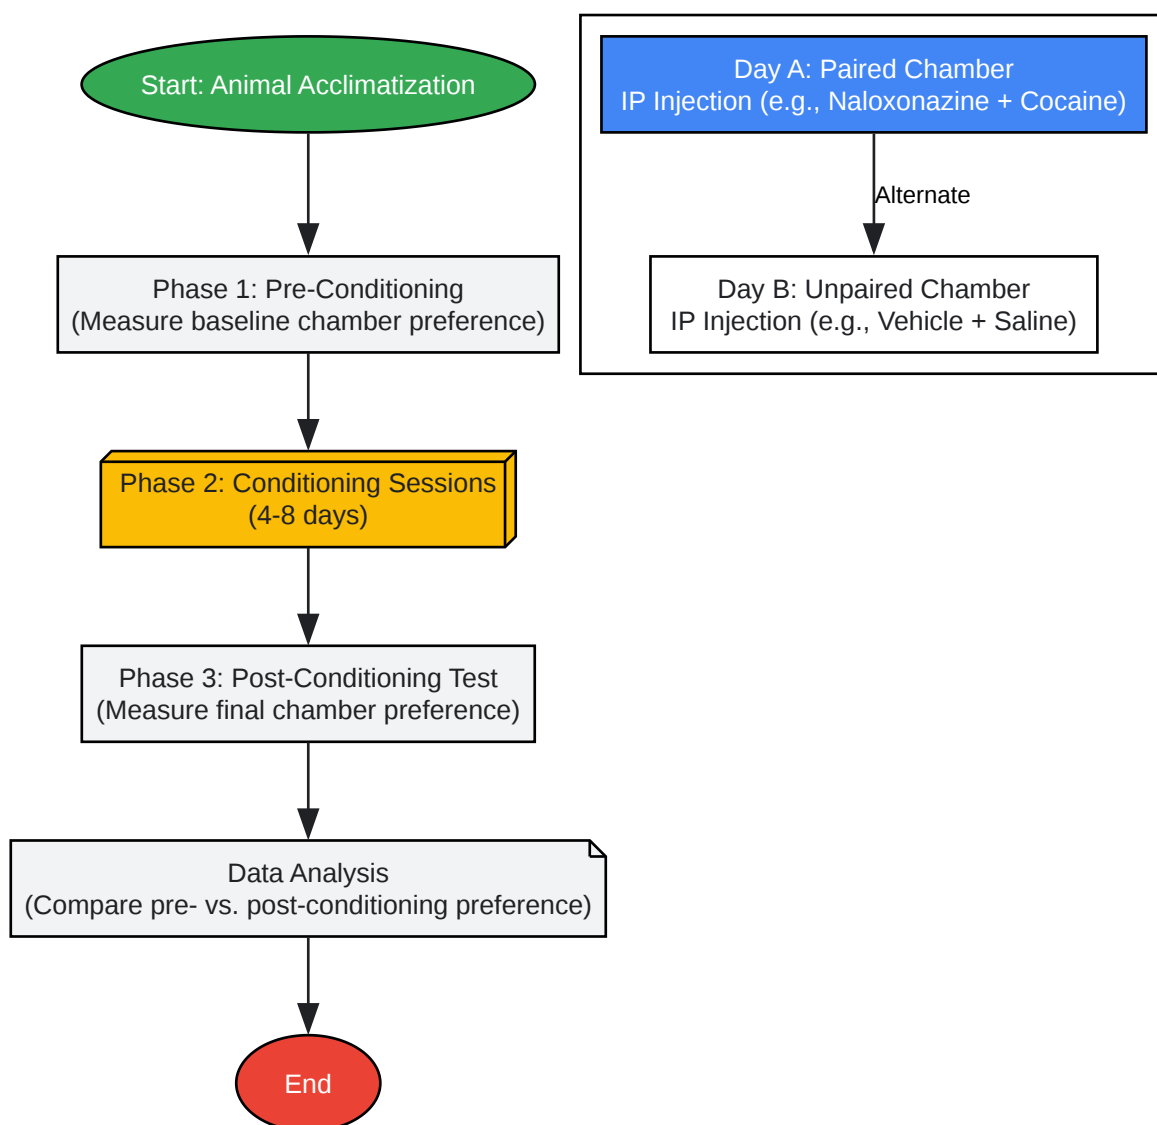 Start: Animal Acclimatization
Phase 1: Pre-Conditioning
(Measure baseline chamber preference)
Phase 2: Conditioning Sessions
(4-8 days)
Phase 3: Post-Conditioning Test
(Measure final chamber preference)
Data Analysis
(Compare pre- vs. post-conditioning preference)
End
Day A: Paired Chamber
IP Injection (e.g., Naloxonazine + Cocaine)
Alternate
Day B: Unpaired Chamber
IP Injection (e.g., Vehicle + Saline)